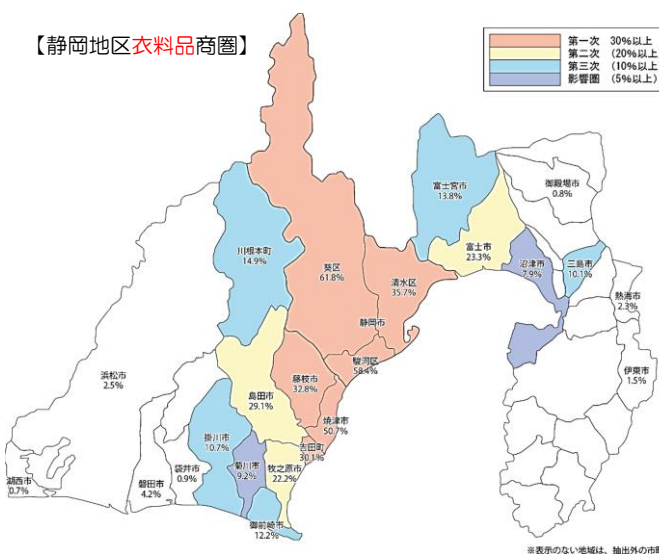 【静岡地区衣料品商圏】
第一次 30%以上
第二次 (20%以上
第三次 (10%以上
影響圏 (5%以上)
富士宮市
13.8%
御殿場市
0.8%
川根本町
14.9%
葵区
61.8%
清水区
35.7%
富士市
23.3%
沼津市
7.9%
三島市
10.1%
熱海市
2.3%
静岡市
駿河区
58.4%
浜松市
2.5%
島田市
29.1%
藤枝市
32.8%
伊東市
1.5%
焼津市
50.7%
掛川市
10.7%
吉田町
30.1%
菊川市
9.2%
牧之原市
22.2%
袋井市
0.9%
磐田市
4.2%
湖西市
0.7%
御前崎市
12.2%
※表示のない地域は、抽出外の市町